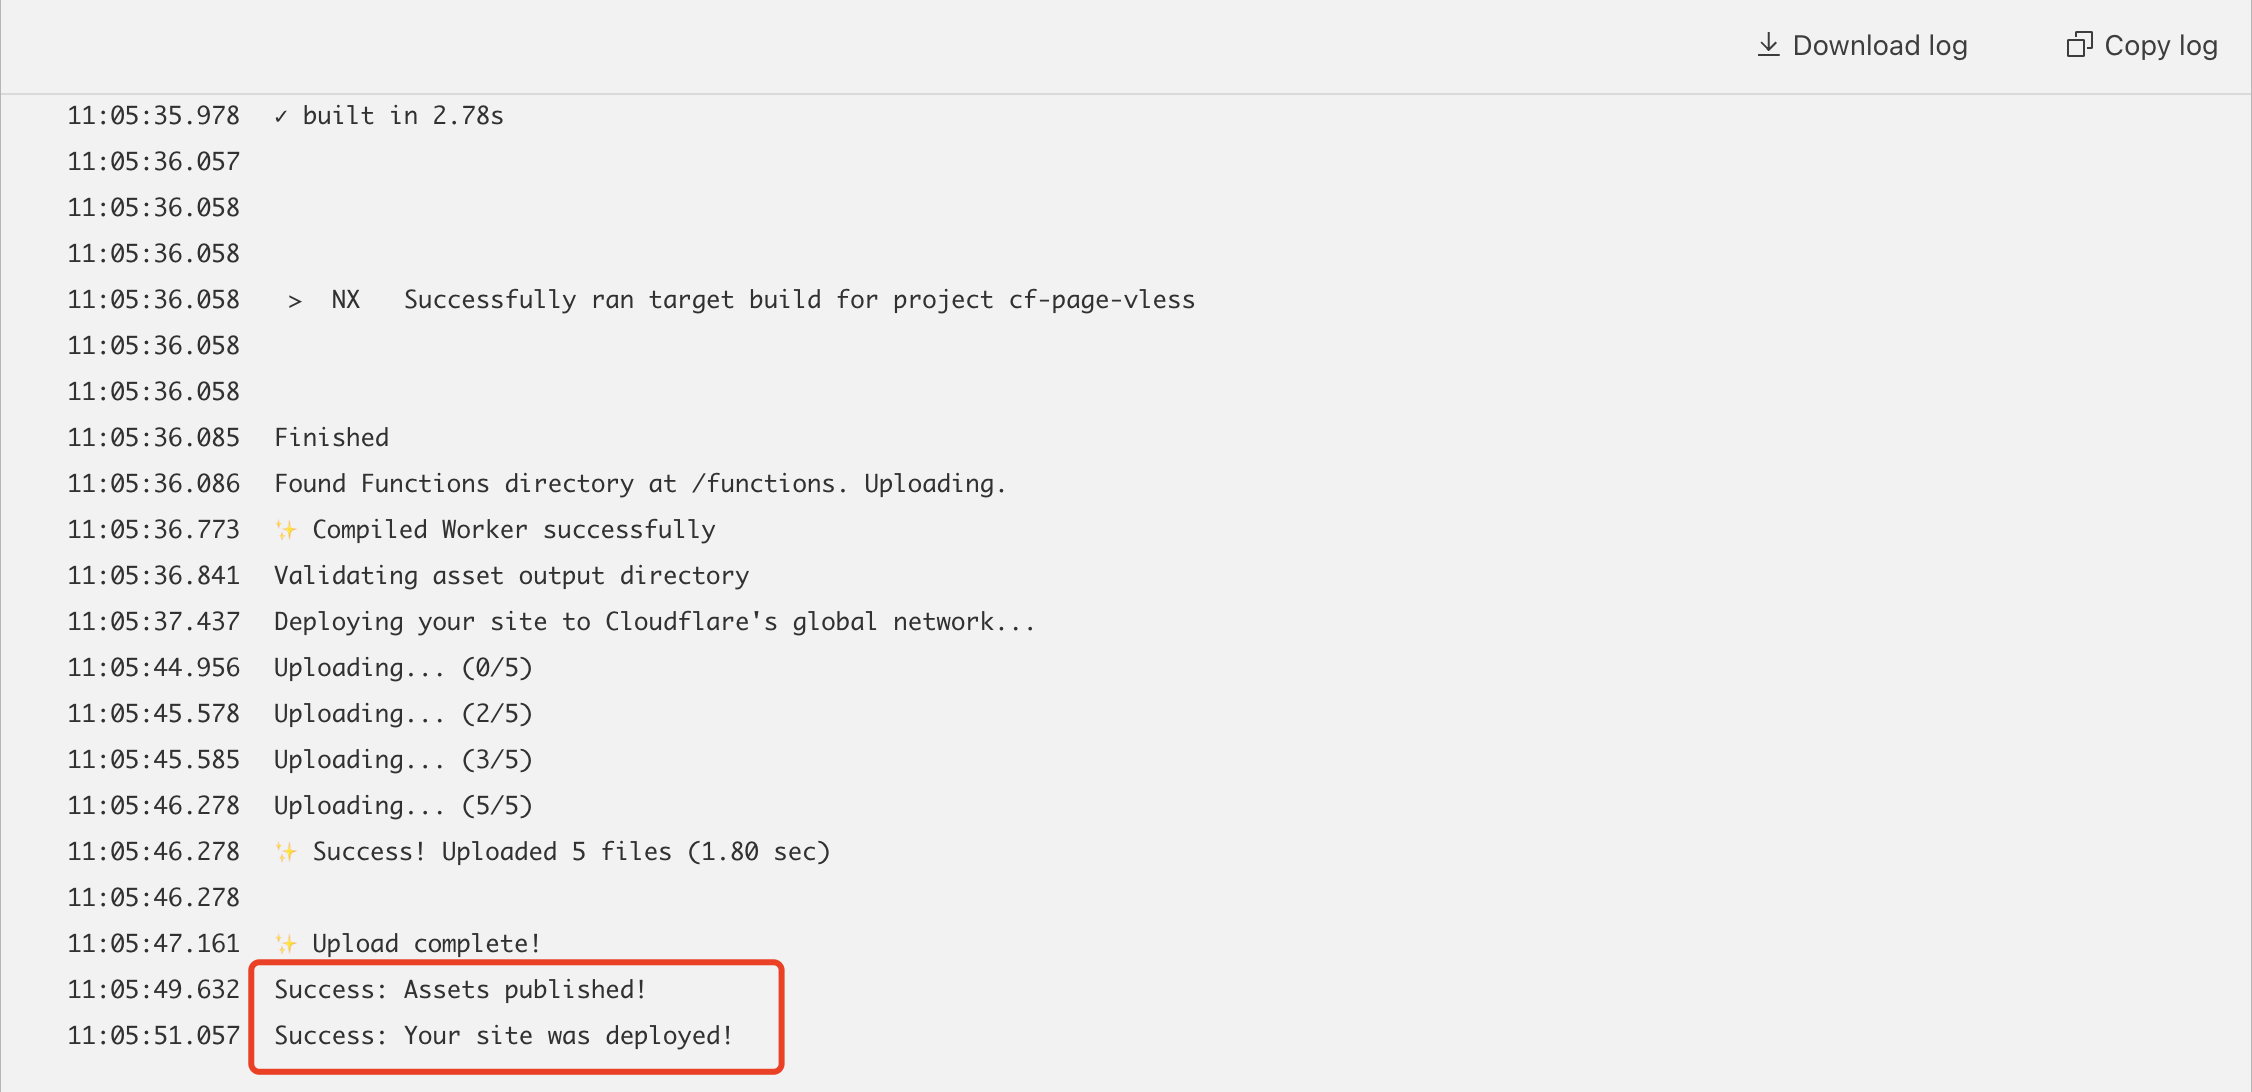 Download log Copy log
11:05:35.978 ✓ built in 2.78s
11:05:36.057
11:05:36.058
11:05:36.058
11:05:36.058 > NX Successfully ran target build for project cf-page-vless
11:05:36.058
11:05:36.058
11:05:36.085 Finished
11:05:36.086 Found Functions directory at /functions. Uploading.
11:05:36.773 ✨ Compiled Worker successfully
11:05:36.841 Validating asset output directory
11:05:37.437 Deploying your site to Cloudflare's global network...
11:05:44.956 Uploading... (0/5)
11:05:45.578 Uploading... (2/5)
11:05:45.585 Uploading... (3/5)
11:05:46.278 Uploading... (5/5)
11:05:46.278 ✨ Success! Uploaded 5 files (1.80 sec)
11:05:46.278
11:05:47.161 ✨ Upload complete!
11:05:49.632 Success: Assets published!
11:05:51.057 Success: Your site was deployed!